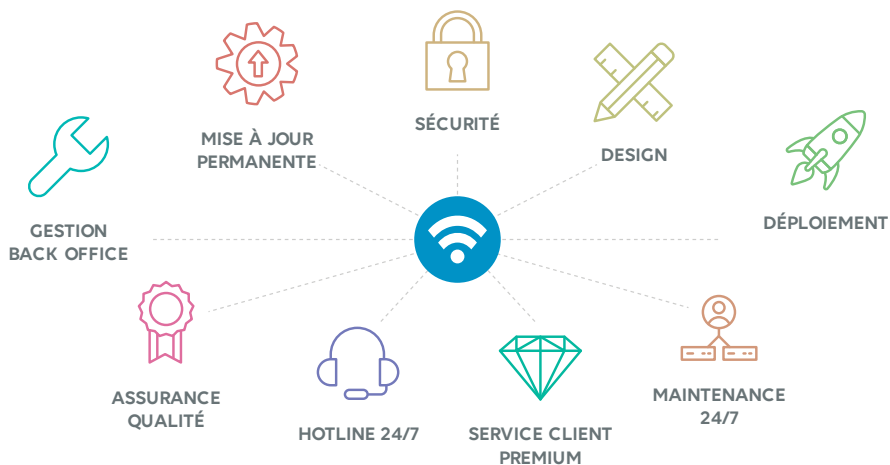 SÉCURITÉ
MISE À JOUR
PERMANENTE
DESIGN
GESTION
BACK OFFICE
DÉPLOIEMENT
ASSURANCE
QUALITÉ
HOTLINE 24/7
SERVICE CLIENT
PREMIUM
MAINTENANCE
24/7